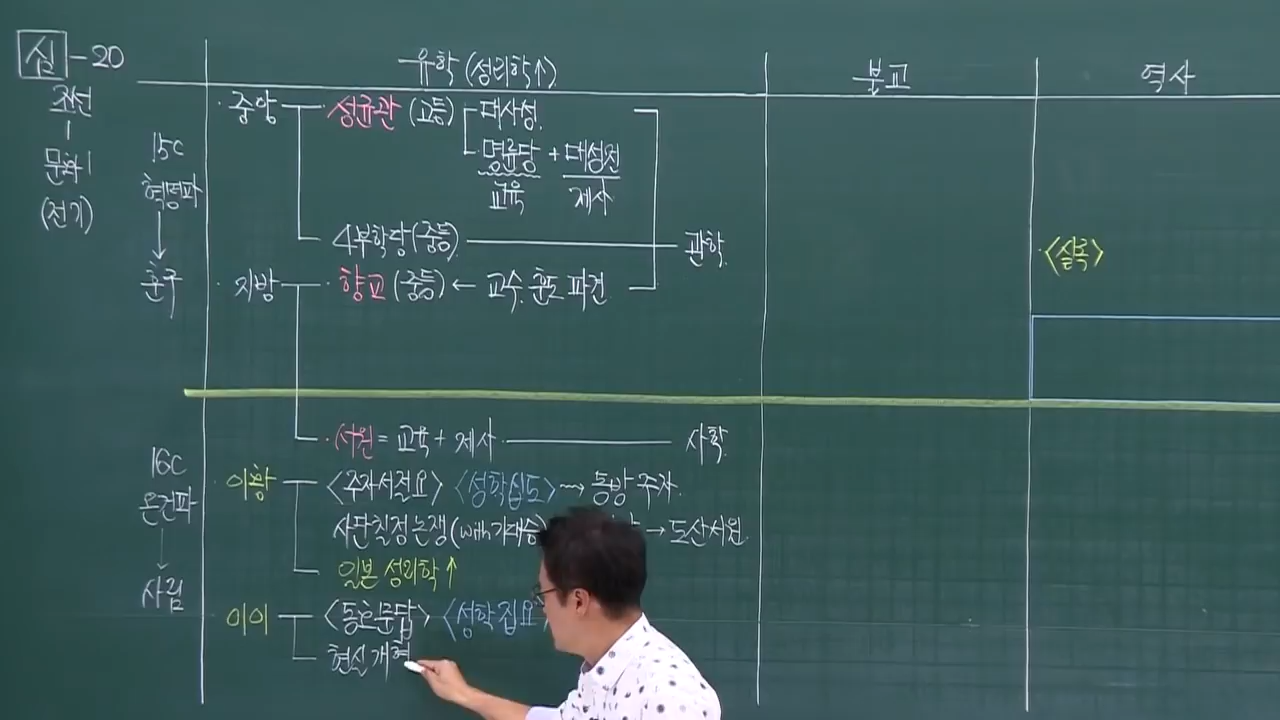 심 - 20
조선
문화 1
(전기)
유학 (성리학↑)
불교
역사
15C
혁명파
↓
훈구
· 중앙 · 성균관 (고등) 대사성
명륜당 + 대성전
교육 제사
4부학당 (중등)
관학
· 지방 · 향교 (중등) ← 교수. 훈도 파견
· <실록>
16C
온건파
↓
사림
· 서원 = 교육 + 제사
사학
· 이황 <주자서절요> <성학십도> → 동방 주자.
사단칠정 논쟁 (with 기대승 → 도산서원
일본 성리학 ↑
· 이이 <동호문답> <성학집요
현실 개혁